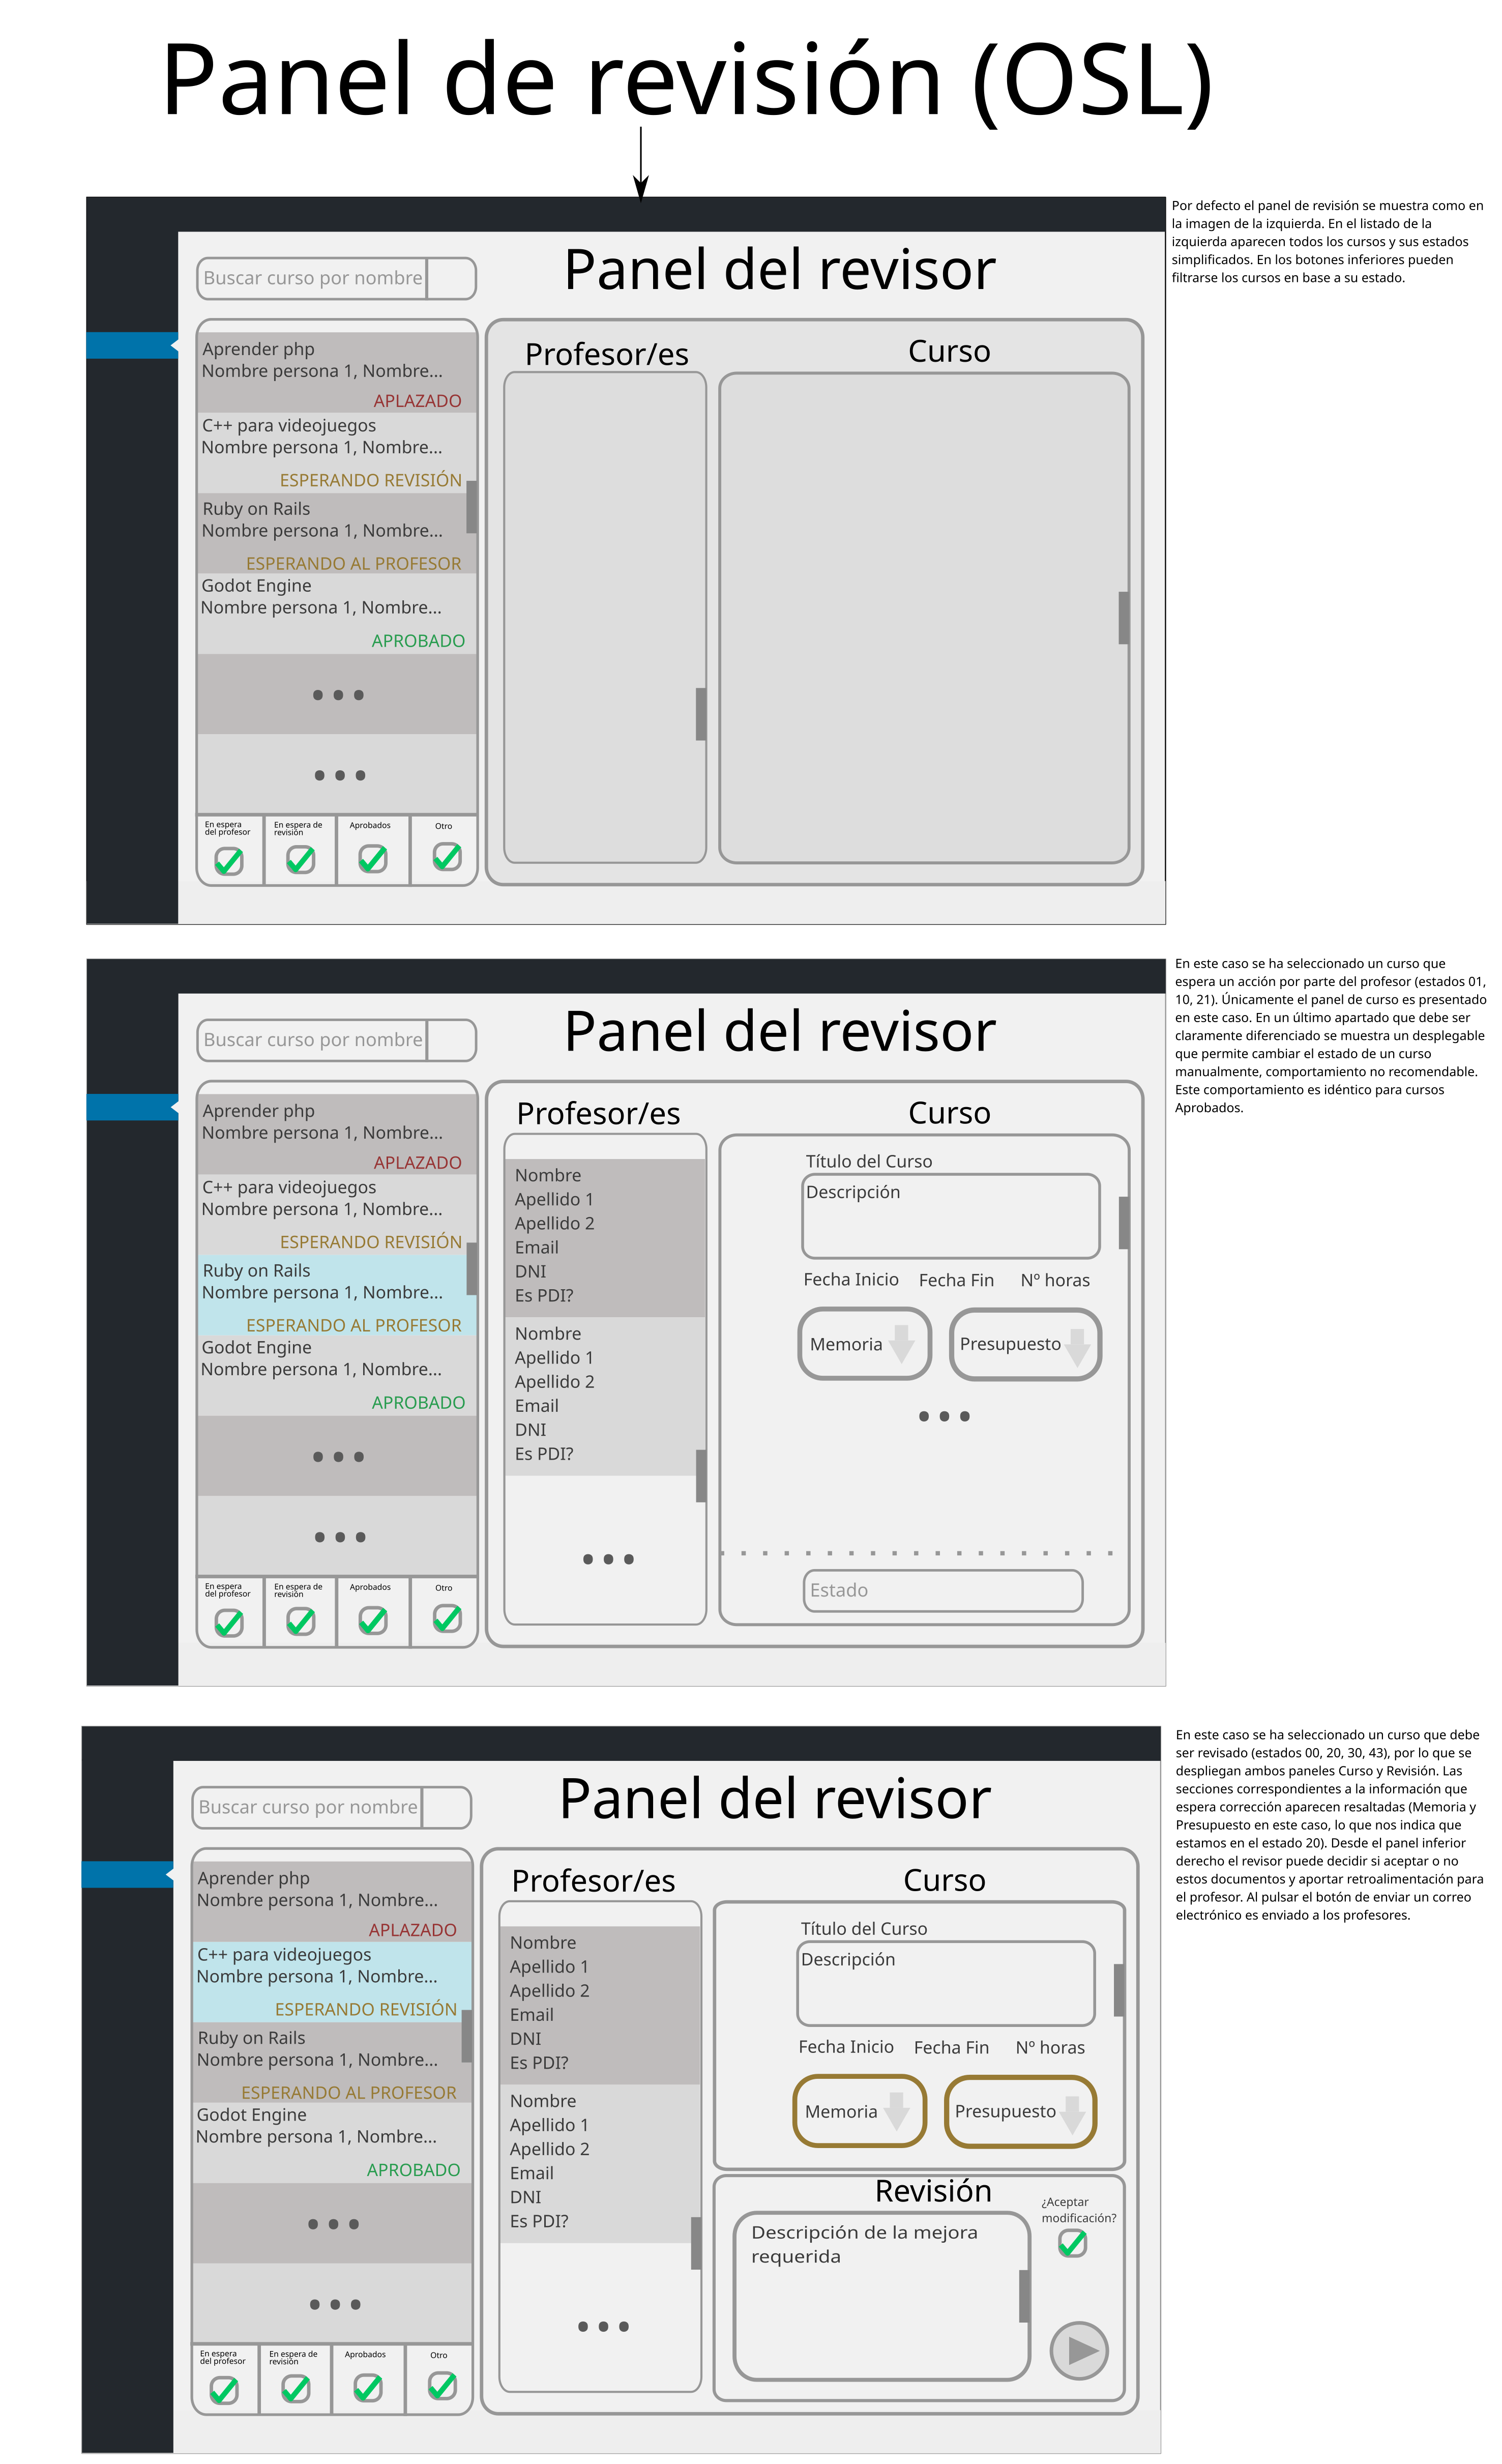 Panel de revisión (OSL)
Por defecto el panel de revisión se muestra como en
la imagen de la izquierda. En el listado de la
izquierda aparecen todos los cursos y sus estados
simplificados. En los botones inferiores pueden
filtrarse los cursos en base a su estado.
Panel del revisor
Buscar curso por nombre
Aprender php
Nombre persona 1, Nombre...
APLAZADO
C++ para videojuegos
Nombre persona 1, Nombre...
ESPERANDO REVISIÓN
Ruby on Rails
Nombre persona 1, Nombre...
ESPERANDO AL PROFESOR
Godot Engine
Nombre persona 1, Nombre...
APROBADO
...
...
En espera
del profesor
En espera de
revisión
Aprobados
Otro
Profesor/es
Curso
En este caso se ha seleccionado un curso que
espera un acción por parte del profesor (estados 01,
10, 21). Únicamente el panel de curso es presentado
en este caso. En un último apartado que debe ser
claramente diferenciado se muestra un desplegable
que permite cambiar el estado de un curso
manualmente, comportamiento no recomendable.
Este comportamiento es idéntico para cursos
Aprobados.
Panel del revisor
Buscar curso por nombre
Aprender php
Nombre persona 1, Nombre...
APLAZADO
C++ para videojuegos
Nombre persona 1, Nombre...
ESPERANDO REVISIÓN
Ruby on Rails
Nombre persona 1, Nombre...
ESPERANDO AL PROFESOR
Godot Engine
Nombre persona 1, Nombre...
APROBADO
...
...
En espera
del profesor
En espera de
revisión
Aprobados
Otro
Profesor/es
Nombre
Apellido 1
Apellido 2
Email
DNI
Es PDI?
Nombre
Apellido 1
Apellido 2
Email
DNI
Es PDI?
...
Curso
Título del Curso
Descripción
Fecha Inicio Fecha Fin Nº horas
Memoria
Presupuesto
...
Estado
En este caso se ha seleccionado un curso que debe
ser revisado (estados 00, 20, 30, 43), por lo que se
despliegan ambos paneles Curso y Revisión. Las
secciones correspondientes a la información que
espera corrección aparecen resaltadas (Memoria y
Presupuesto en este caso, lo que nos indica que
estamos en el estado 20). Desde el panel inferior
derecho el revisor puede decidir si aceptar o no
estos documentos y aportar retroalimentación para
el profesor. Al pulsar el botón de enviar un correo
electrónico es enviado a los profesores.
Panel del revisor
Buscar curso por nombre
Aprender php
Nombre persona 1, Nombre...
APLAZADO
C++ para videojuegos
Nombre persona 1, Nombre...
ESPERANDO REVISIÓN
Ruby on Rails
Nombre persona 1, Nombre...
ESPERANDO AL PROFESOR
Godot Engine
Nombre persona 1, Nombre...
APROBADO
...
...
En espera
del profesor
En espera de
revisión
Aprobados
Otro
Profesor/es
Nombre
Apellido 1
Apellido 2
Email
DNI
Es PDI?
Nombre
Apellido 1
Apellido 2
Email
DNI
Es PDI?
...
Curso
Título del Curso
Descripción
Fecha Inicio Fecha Fin Nº horas
Memoria
Presupuesto
Revisión
Descripción de la mejora
requerida
¿Aceptar
modificación?